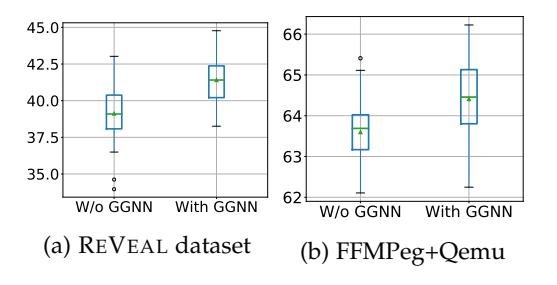 45.0
42.5
40.0
37.5
35.0
W/o GGNN With GGNN
(a) REVEAL dataset
66
65
64
63
62
W/o GGNN With GGNN
(b) FFMPeg+Qemu